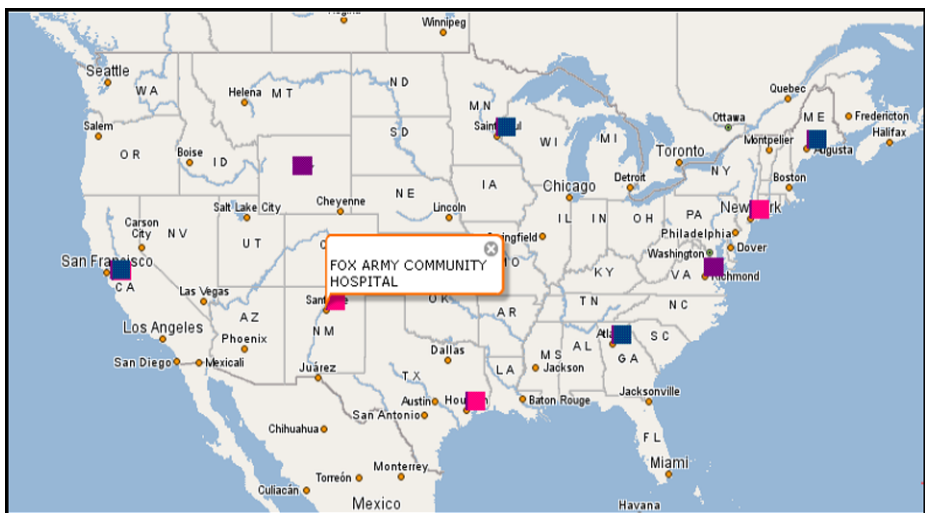 Winnipeg
Seattle
W A
Helena
M T
N D
Quebec
M N
Ottawa
M E
Fredericton
Halifax
Salem
O R
Boise
I D
S D
W I
M I
Toronto
Montpelier
Augusta
N Y
Boston
Detroit
I A
Chicago
Salt Lake City
Cheyenne
N E
Lincoln
I L
I N
O H
P A
Philadelphia
Carson
City
N V
U T
Washington
Dover
San Francisco
C A
FOX ARMY COMMUNITY
HOSPITAL
K Y
V A
Richmond
Las Vegas
O K
T N
N C
A R
Los Angeles
A Z
Phoenix
N M
M S
A L
G A
S C
Dallas
San Diego
Mexicali
Juárez
T X
L A
Jackson
Jacksonville
Austin
Baton Rouge
San Antonio
Chihuahua
F L
Torreón
Monterrey
Miami
Culiacán
Mexico
Havana